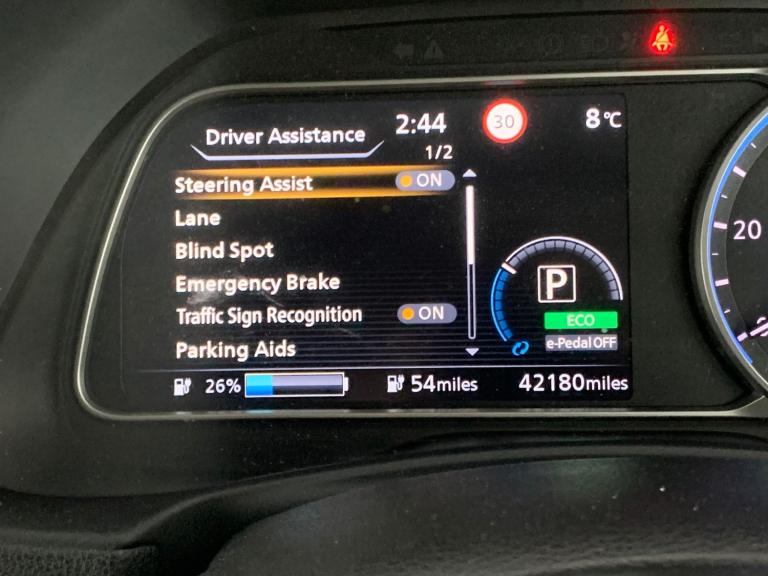 Driver Assistance 2:44 30 8°C
1/2
Steering Assist ON
Lane
Blind Spot
Emergency Brake
Traffic Sign Recognition ON
Parking Aids
P
ECO
e-Pedal OFF
26% 54miles 42180miles
20